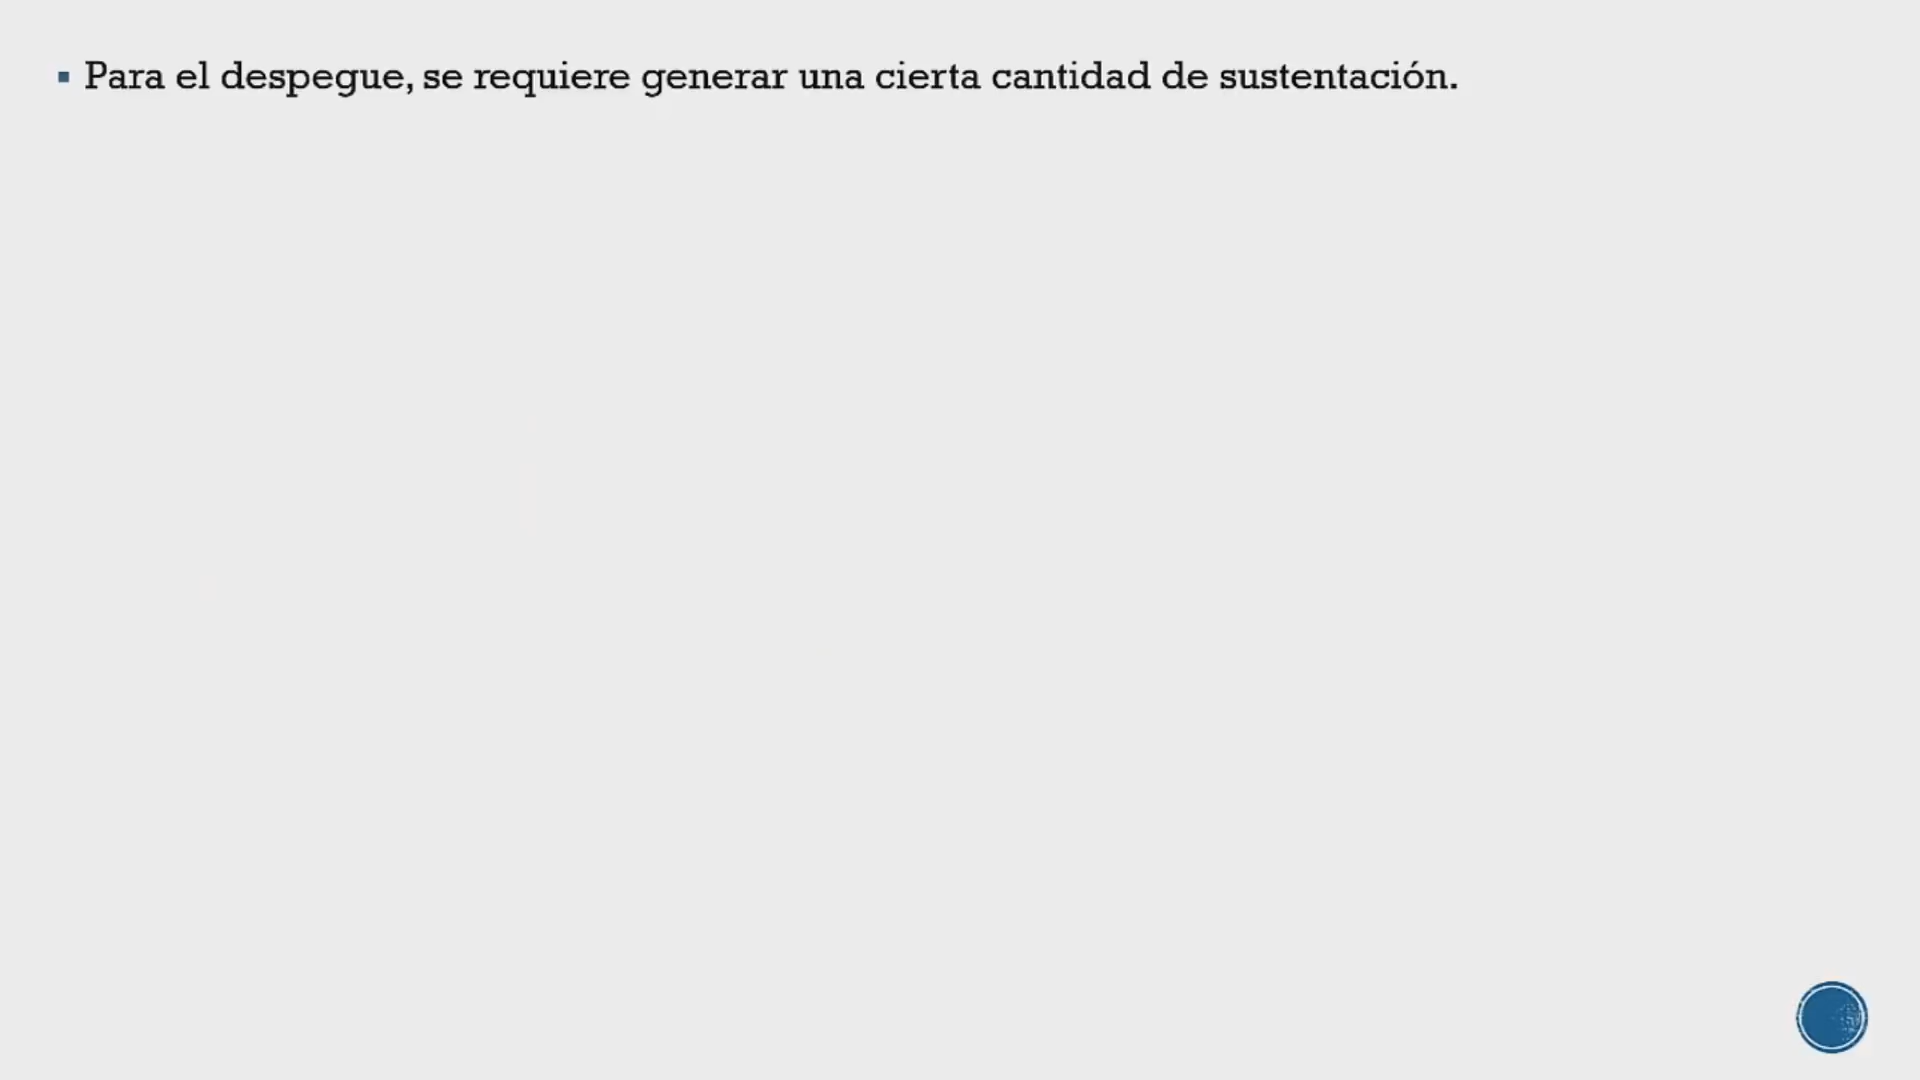 ▪ Para el despegue, se requiere generar una cierta cantidad de sustentación.